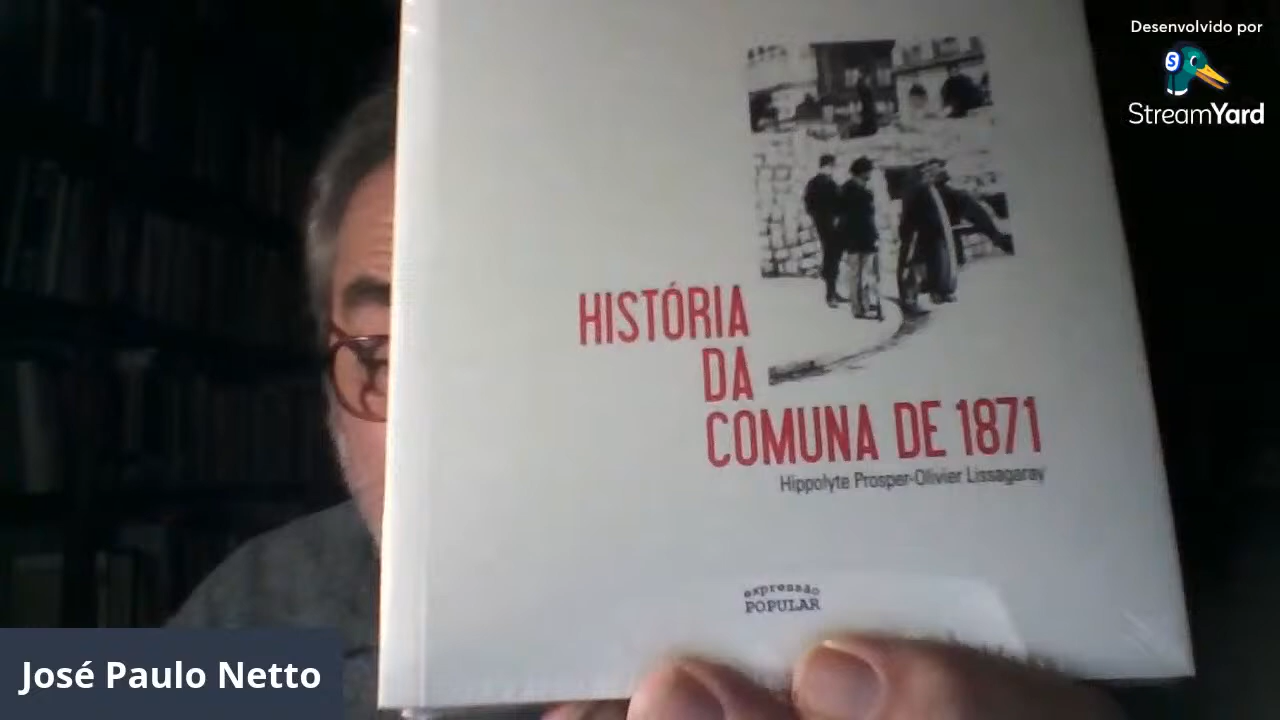 Desenvolvido por
StreamYard
HISTÓRIA
DA
COMUNA DE 1871
Hippolyte Prosper-Olivier Lissagaray
expressão
POPULAR
José Paulo Netto